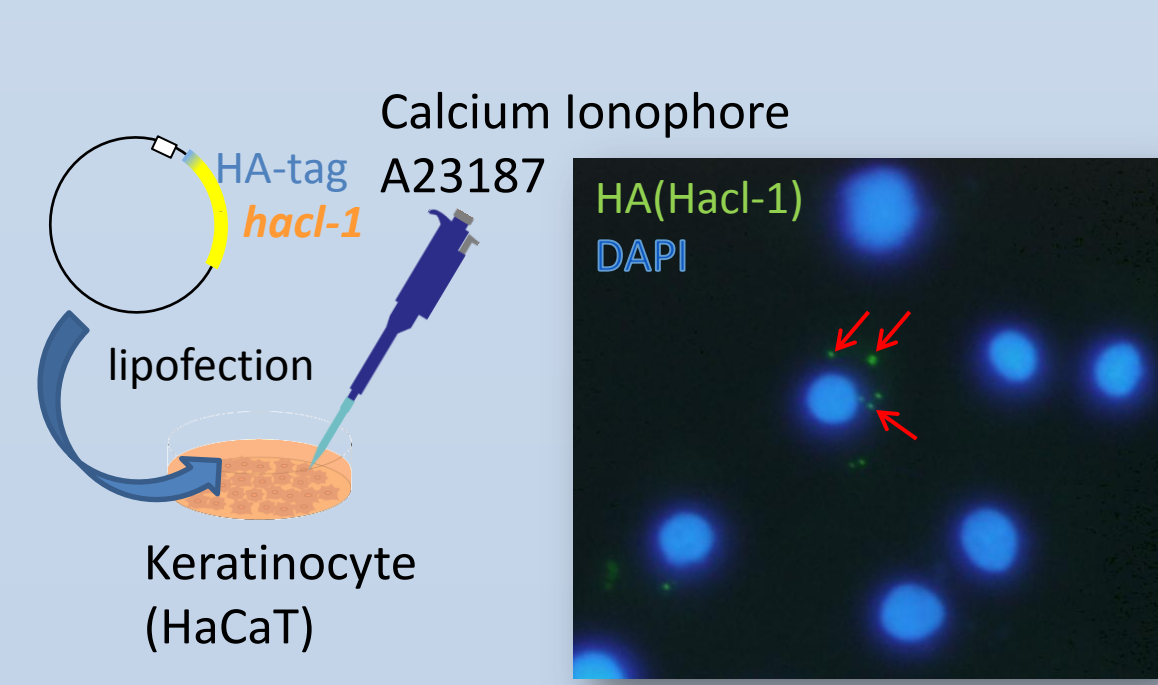 Calcium Ionophore
A23187
HA-tag
hacl-1
lipofection
Keratinocyte
(HaCaT)
HA(Hacl-1)
DAPI